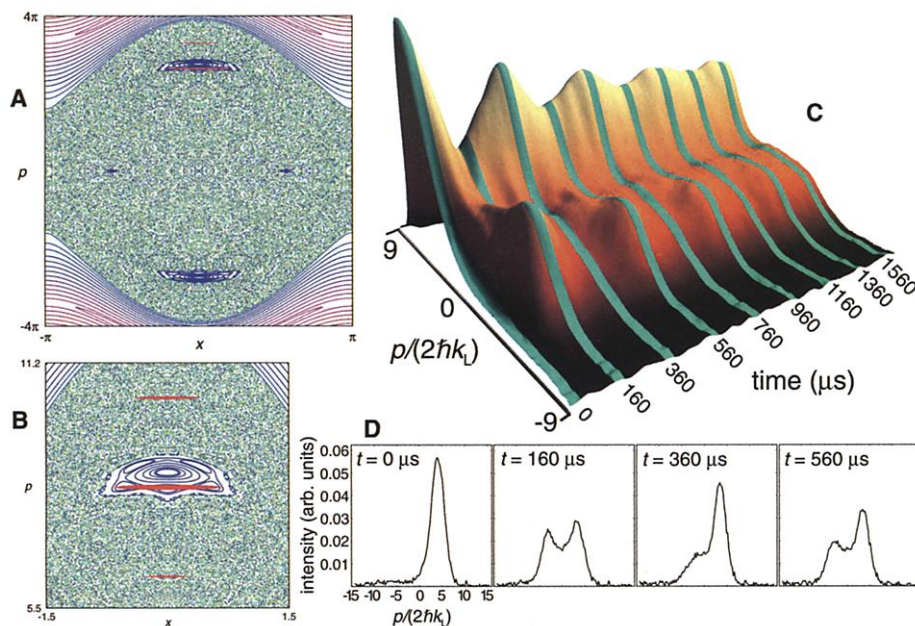 A
4π
p
-4π
-π
x
π
B
11.2
p
5.5
-1.5
x
1.5
C
9
0
-9
p/(2ħk_L)
0
160
360
560
760
960
1160
1360
1560
time (µs)
D
intensity (arb. units)
0.06
0.05
0.04
0.03
0.02
0.01
t = 0 µs
t = 160 µs
t = 360 µs
t = 560 µs
-15 -10 -5 0 5 10 15
p/(2ħk_L)